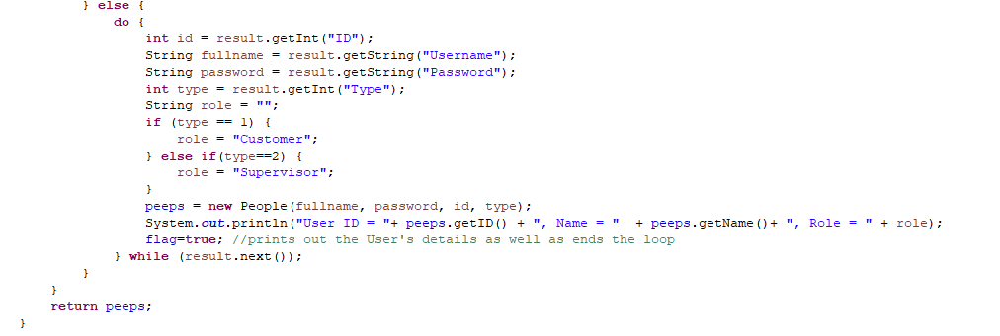 } else {
do {
int id = result.getInt("ID");
String fullname = result.getString("Username");
String password = result.getString("Password");
int type = result.getInt("Type");
String role = "";
if (type == 1) {
role = "Customer";
} else if(type==2) {
role = "Supervisor";
}
peeps = new People(fullname, password, id, type);
System.out.println("User ID = "+ peeps.getID() + ", Name = "  + peeps.getName()+ ", Role = " + role);
flag=true; //prints out the User's details as well as ends the loop
} while (result.next());
}
}
return peeps;
}